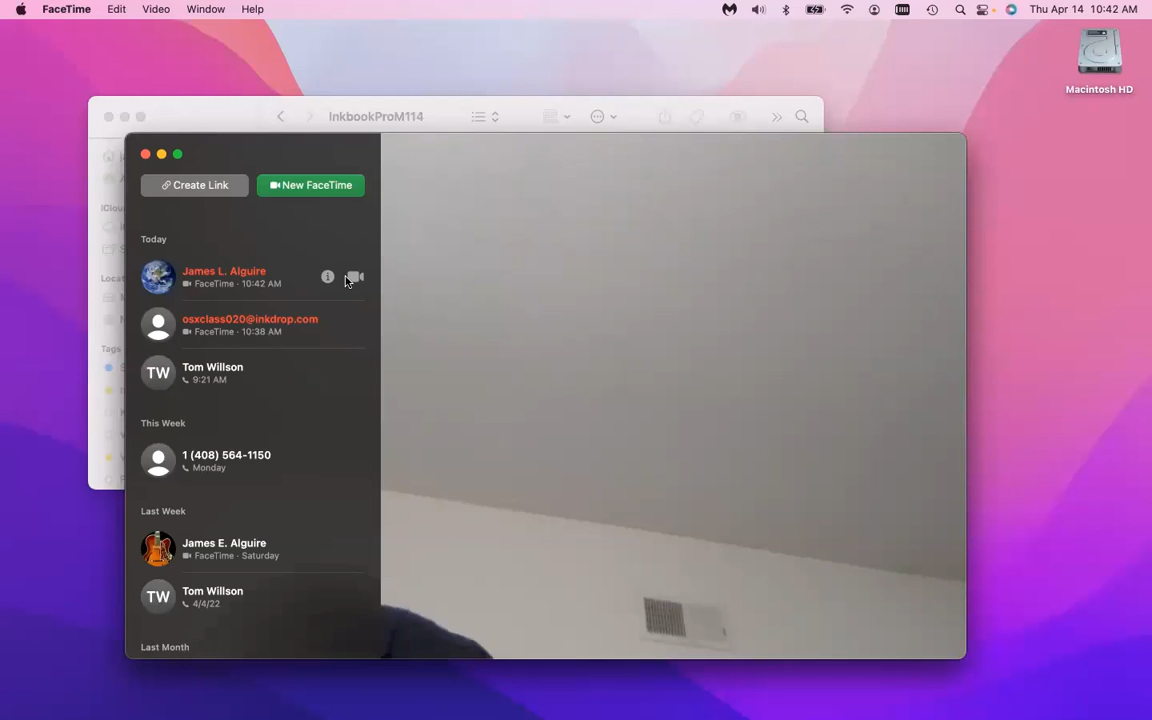 FaceTime Edit Video Window Help
Thu Apr 14 10:42 AM
Macintosh HD
InkbookProM114
Create Link
New FaceTime
Today
James L. Alguire
FaceTime · 10:42 AM
osxclass020@inkdrop.com
FaceTime · 10:38 AM
TW
Tom Willson
9:21 AM
This Week
1 (408) 564-1150
Monday
Last Week
James E. Alguire
FaceTime · Saturday
TW
Tom Willson
4/4/22
Last Month
iCloud
Locat
Tags